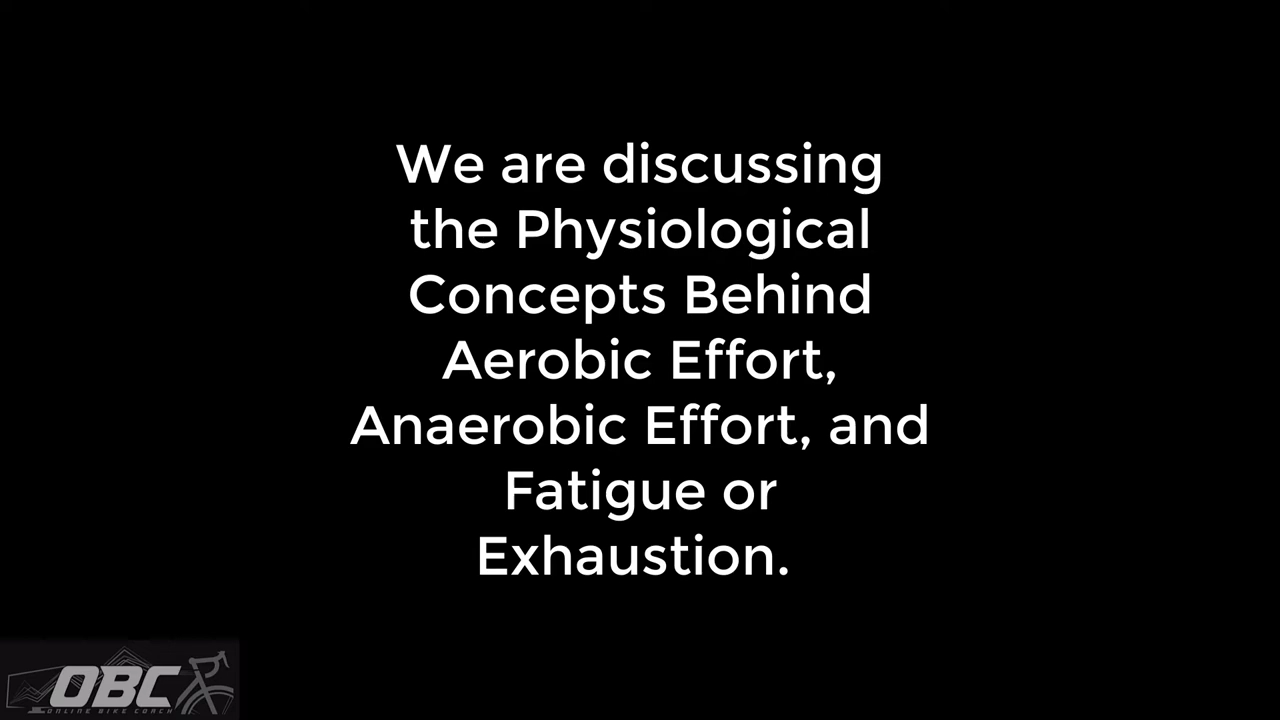 We are discussing
the Physiological
Concepts Behind
Aerobic Effort,
Anaerobic Effort, and
Fatigue or
Exhaustion.
OBC
ONLINE BIKE COACH